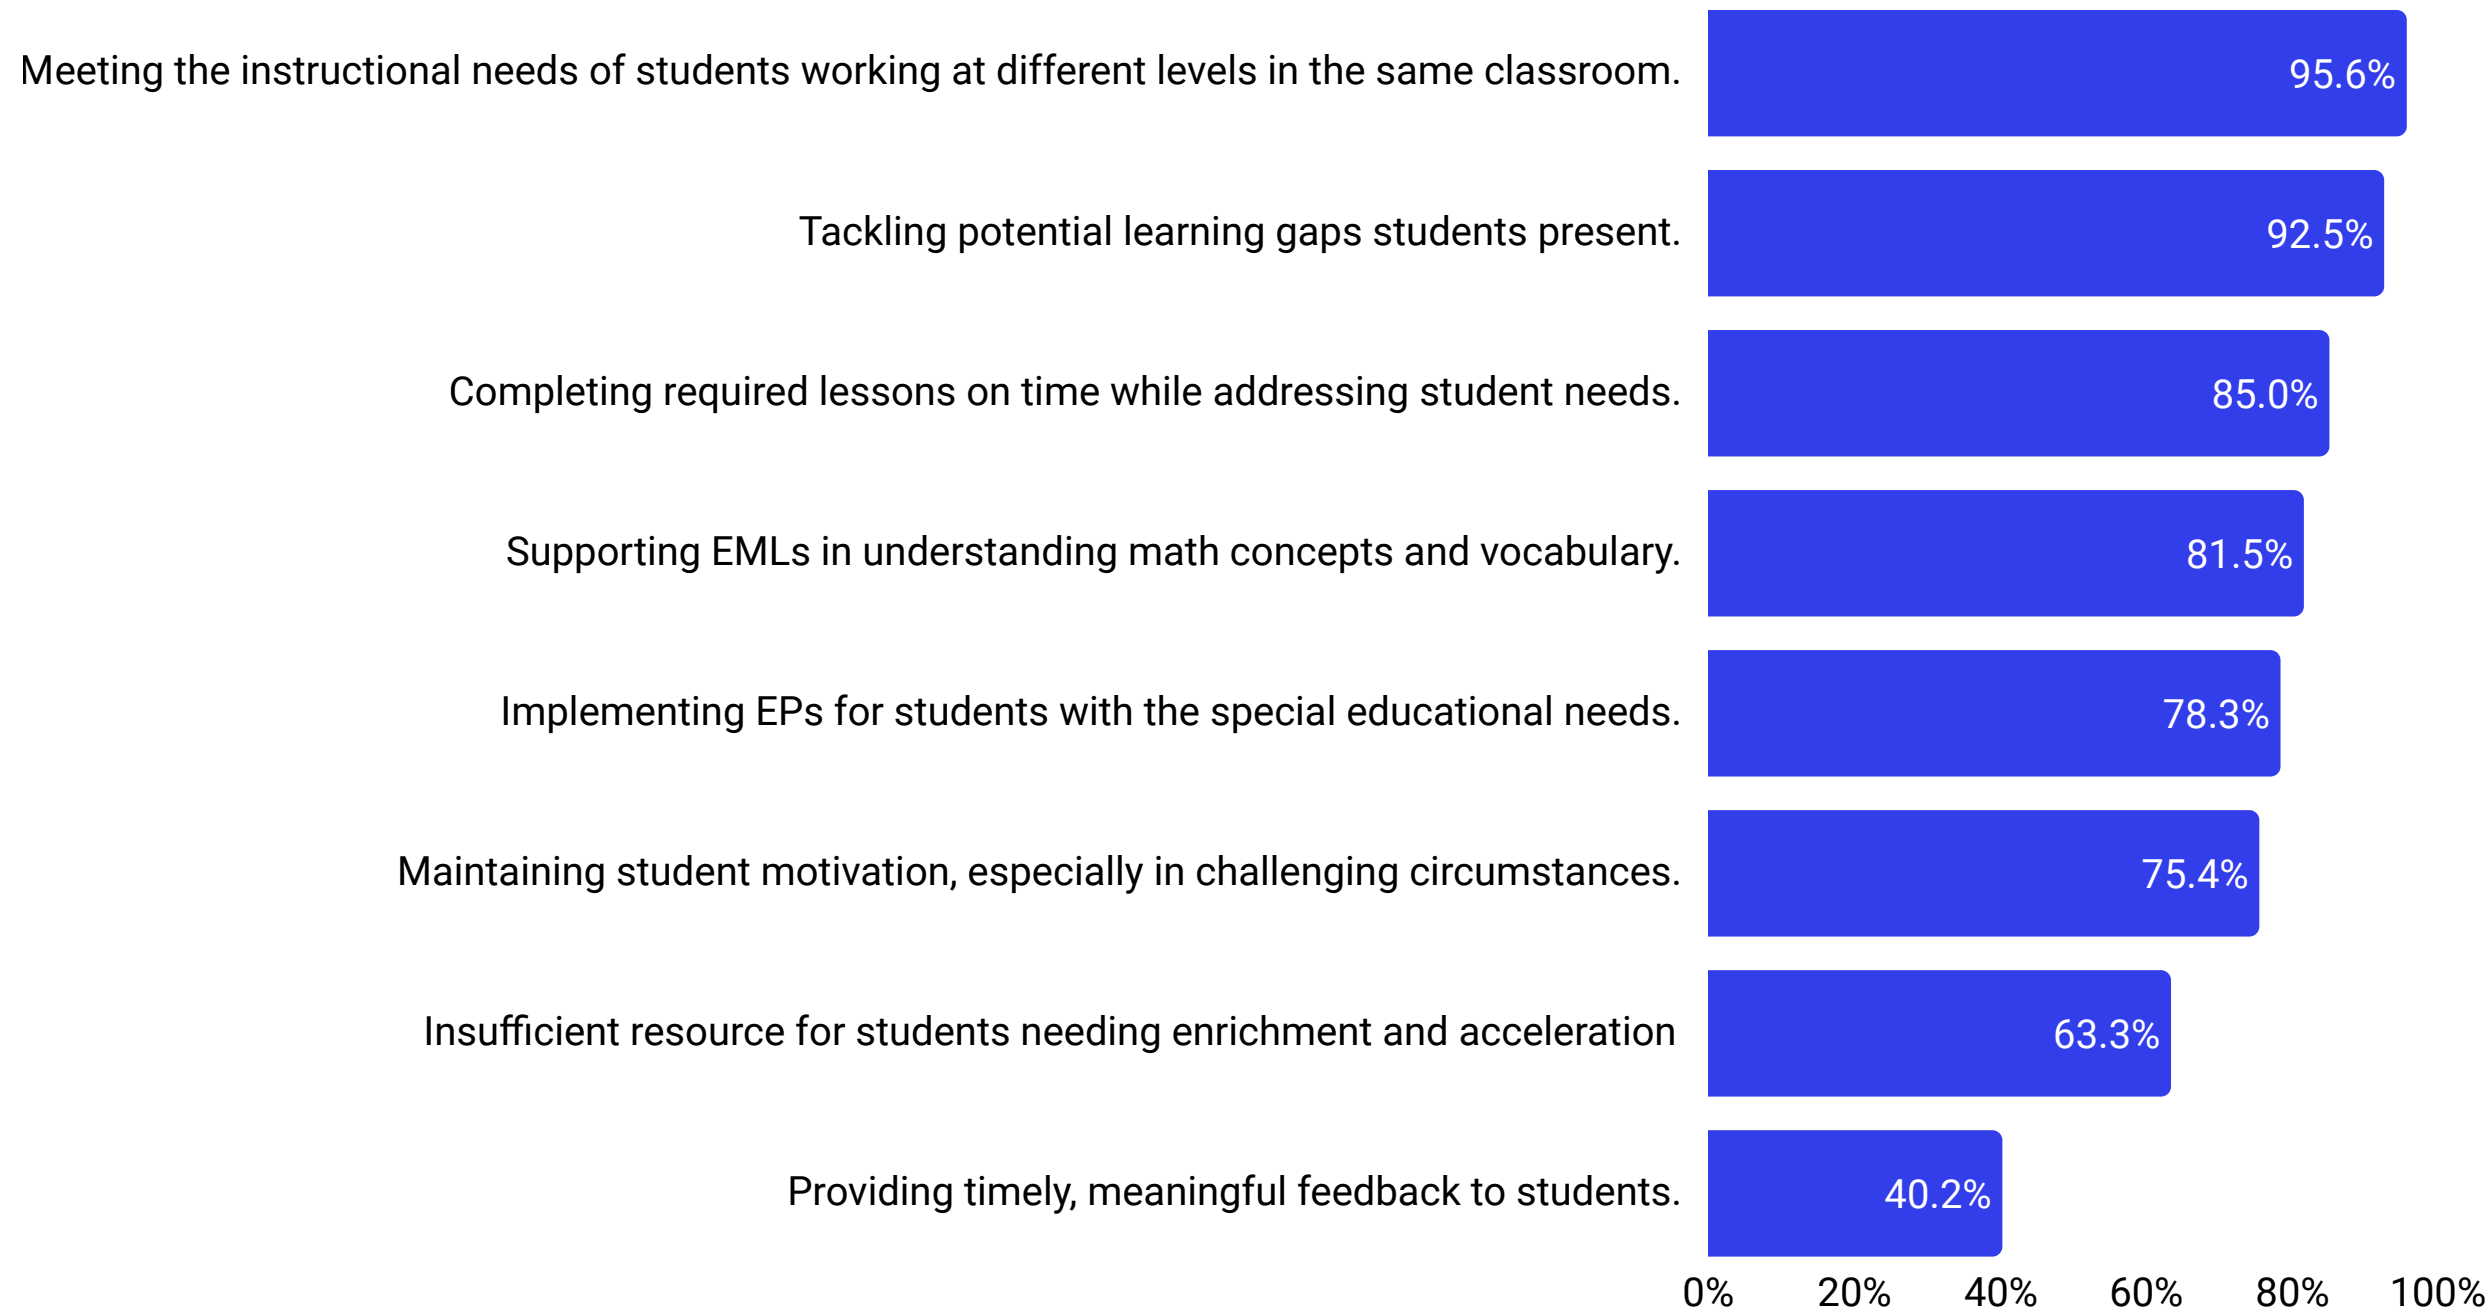 Meeting the instructional needs of students working at different levels in the same classroom. 95.6%
Tackling potential learning gaps students present. 92.5%
Completing required lessons on time while addressing student needs. 85.0%
Supporting EMLs in understanding math concepts and vocabulary. 81.5%
Implementing EPs for students with the special educational needs. 78.3%
Maintaining student motivation, especially in challenging circumstances. 75.4%
Insufficient resource for students needing enrichment and acceleration 63.3%
Providing timely, meaningful feedback to students. 40.2%
0% 20% 40% 60% 80% 100%